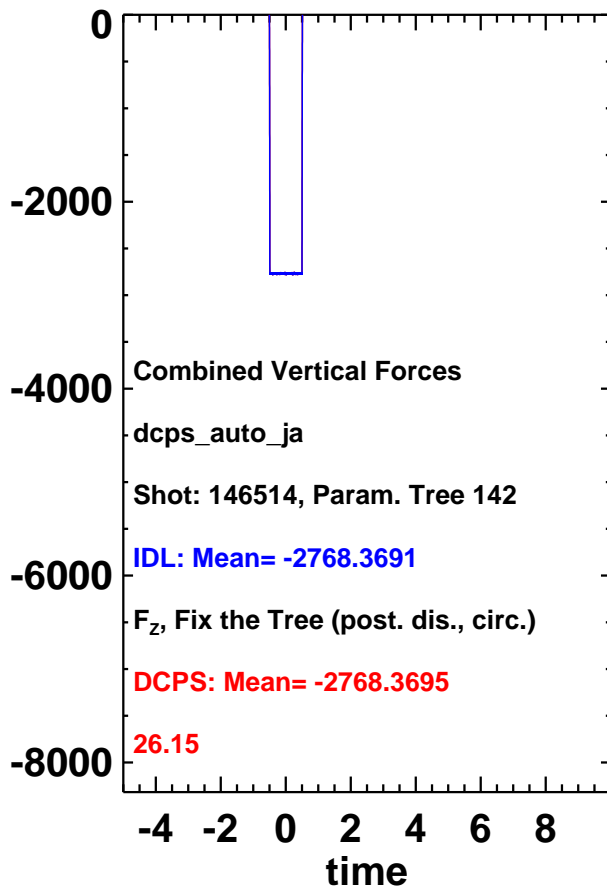 0
-2000
-4000
-6000
-8000
Combined Vertical Forces
dcps_auto_ja
Shot: 146514, Param. Tree 142
IDL: Mean= -2768.3691
FZ, Fix the Tree (post. dis., circ.)
DCPS: Mean= -2768.3695
26.15
-4 -2 0 2 4 6 8
time